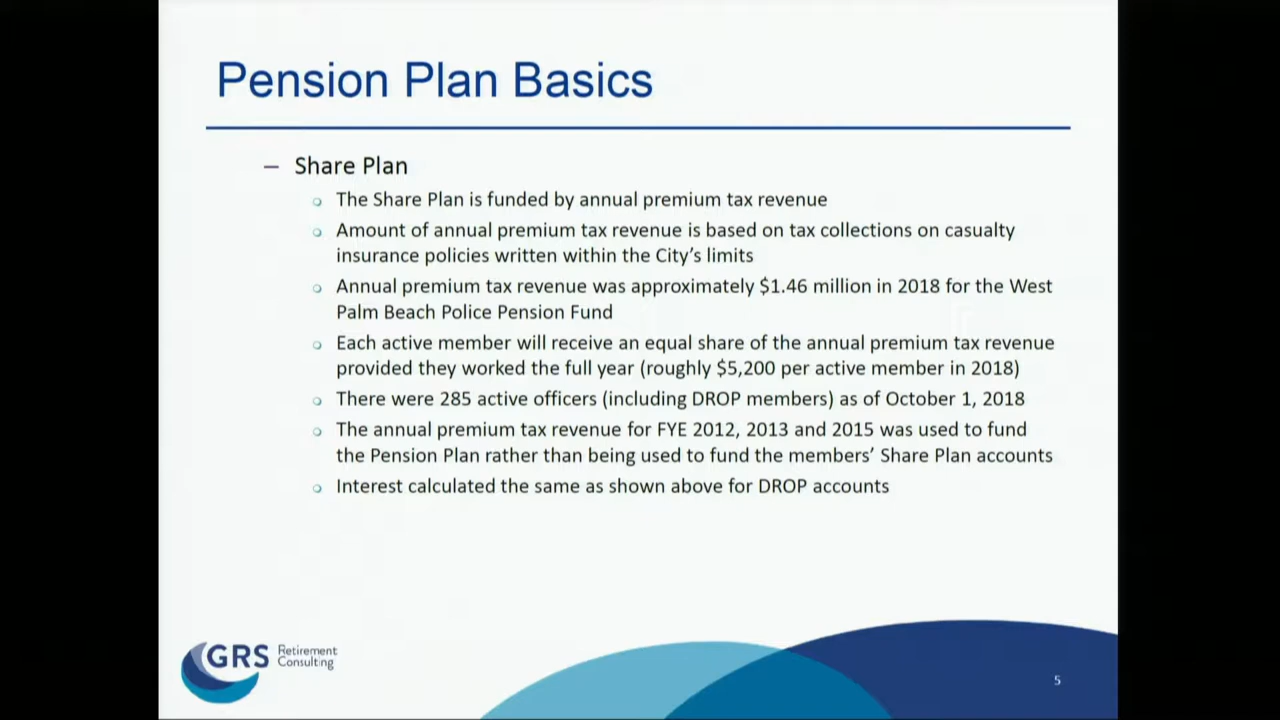 Pension Plan Basics
– Share Plan
○ The Share Plan is funded by annual premium tax revenue
○ Amount of annual premium tax revenue is based on tax collections on casualty
insurance policies written within the City’s limits
○ Annual premium tax revenue was approximately $1.46 million in 2018 for the West
Palm Beach Police Pension Fund
○ Each active member will receive an equal share of the annual premium tax revenue
provided they worked the full year (roughly $5,200 per active member in 2018)
○ There were 285 active officers (including DROP members) as of October 1, 2018
○ The annual premium tax revenue for FYE 2012, 2013 and 2015 was used to fund
the Pension Plan rather than being used to fund the members’ Share Plan accounts
○ Interest calculated the same as shown above for DROP accounts
GRS Retirement
Consulting
5